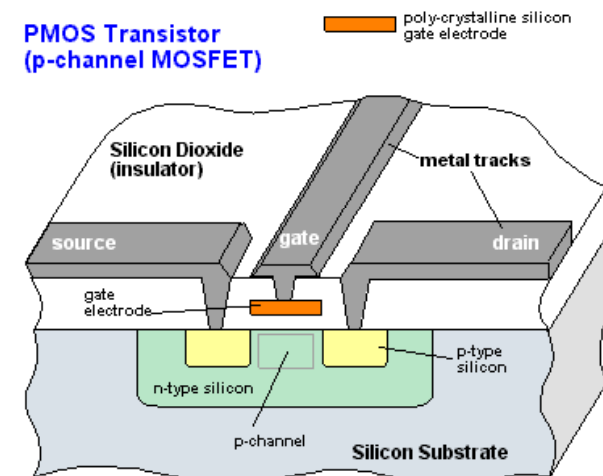 PMOS Transistor
(p-channel MOSFET)
poly-crystalline silicon
gate electrode
Silicon Dioxide
(insulator)
metal tracks
source
gate
drain
gate
electrode
p-type
silicon
n-type silicon
p-channel
Silicon Substrate